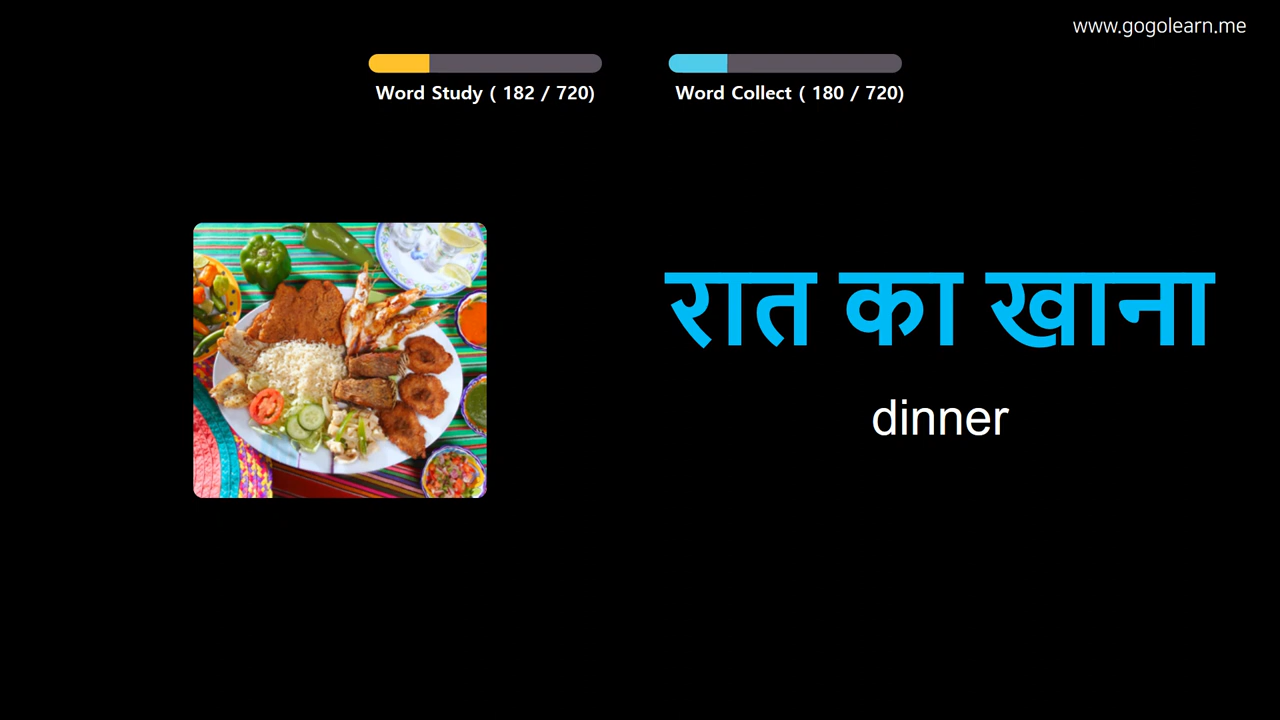 www.gogolearn.me
Word Study ( 182 / 720)
Word Collect ( 180 / 720)
रात का खाना
dinner